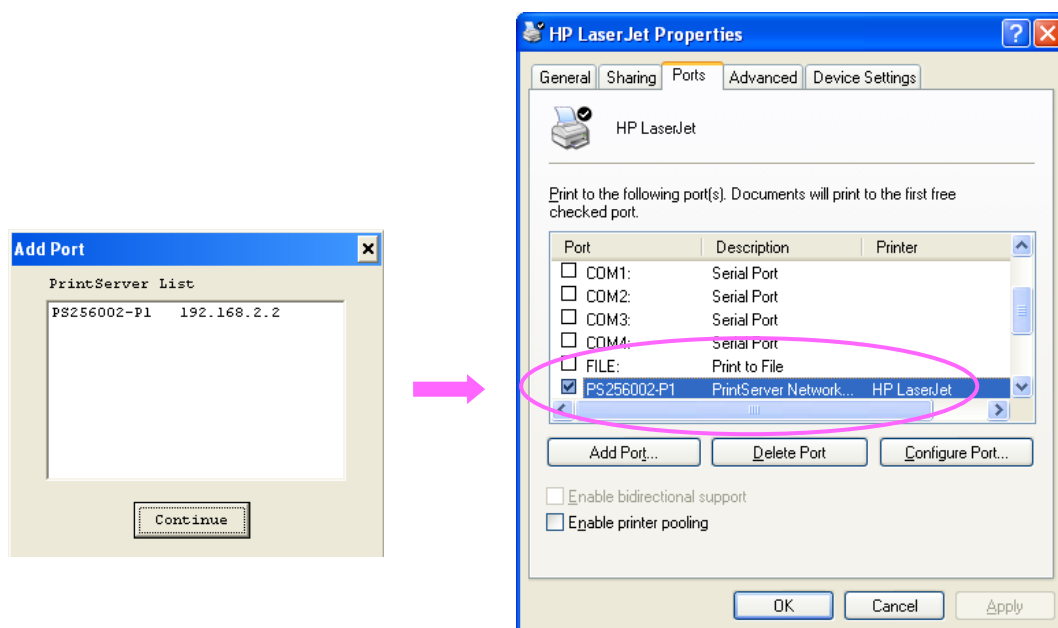 Add Port
PrintServer List
PS256002-P1 192.168.2.2
Continue
HP LaserJet Properties
General Sharing Ports Advanced Device Settings
HP LaserJet
Print to the following port(s). Documents will print to the first free
checked port.
Port Description Printer
COM1: Serial Port
COM2: Serial Port
COM3: Serial Port
COM4: Serial Port
FILE: Print to File
PS256002-P1 PrintServer Network... HP LaserJet
Add Port... Delete Port Configure Port...
Enable bidirectional support
Enable printer pooling
OK Cancel Apply